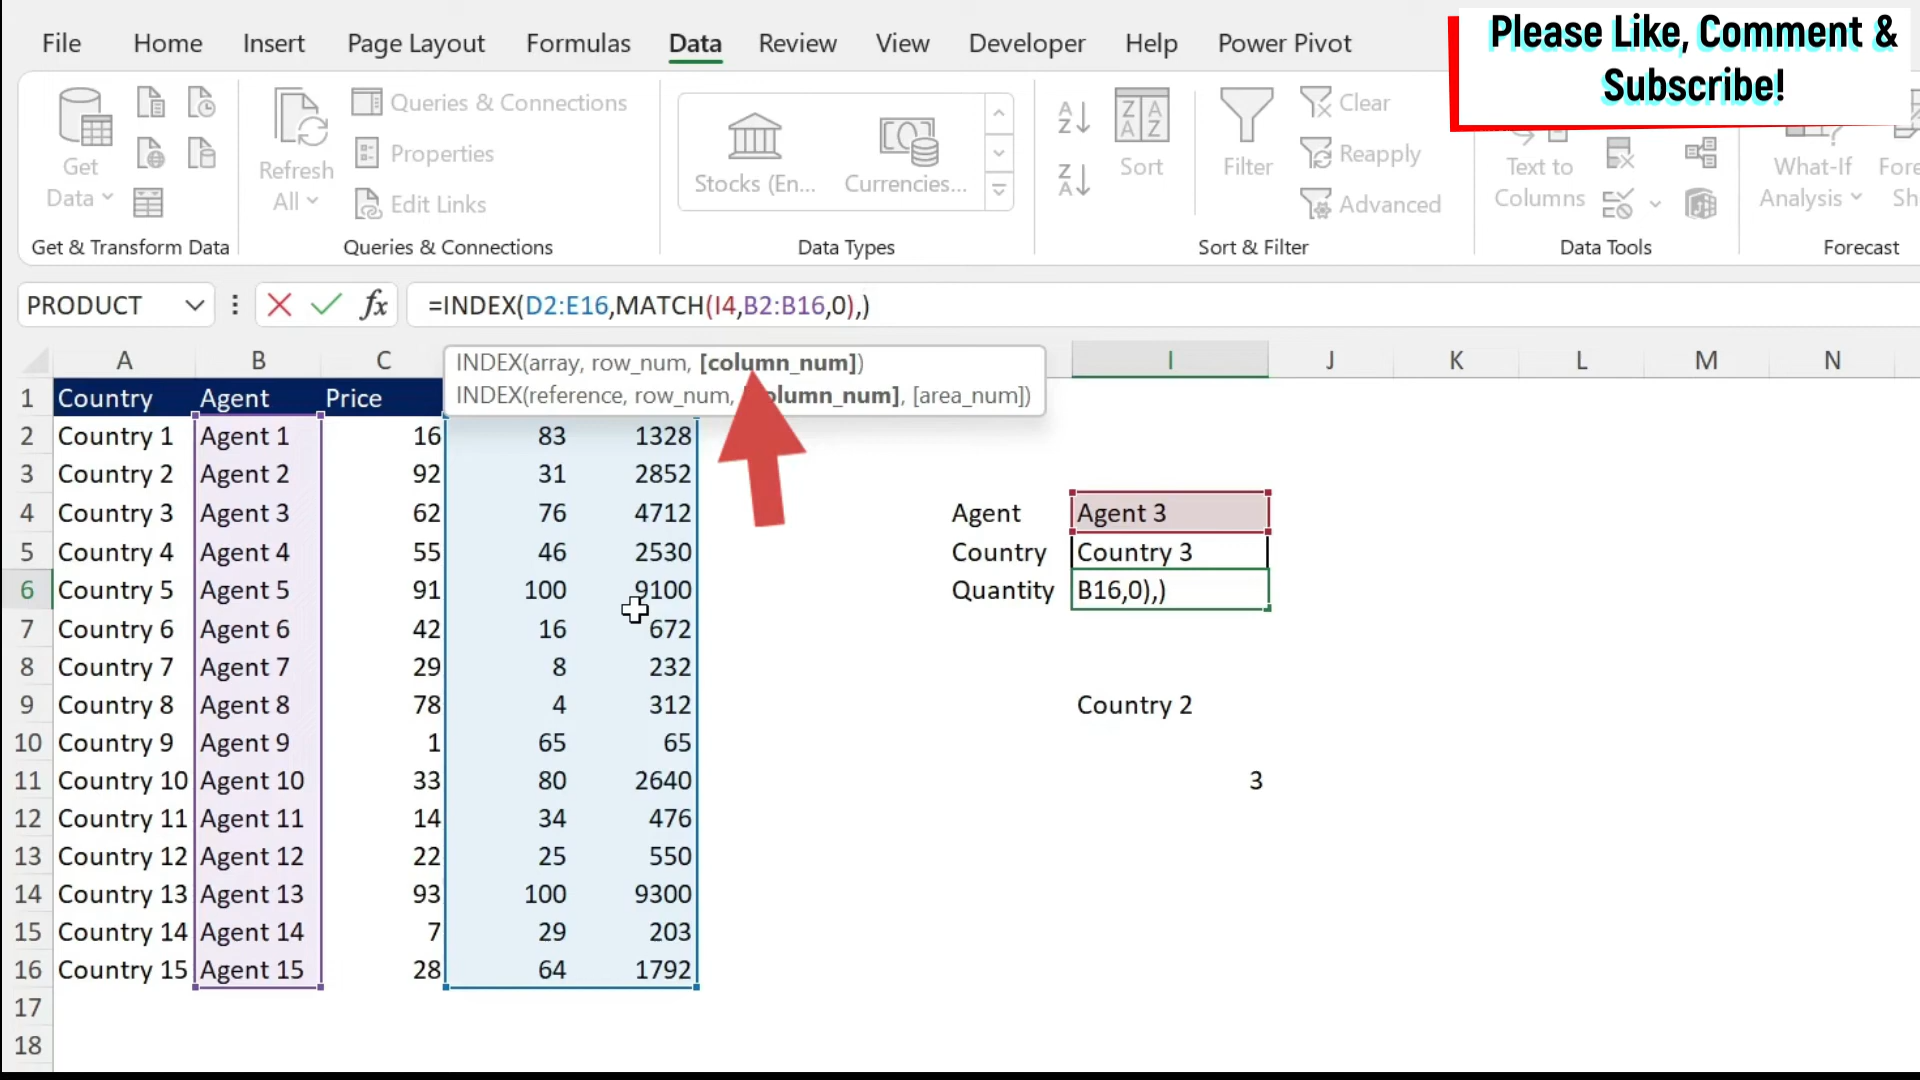 File Home Insert Page Layout Formulas Data Review View Developer Help Power Pivot
Please Like, Comment &
Subscribe!
Get
Data
Refresh
All
Queries & Connections
Properties
Edit Links
Stocks (En...
Currencies...
Sort
Filter
Clear
Reapply
Advanced
Text to
Columns
What-If
Analysis
Get & Transform Data Queries & Connections Data Types Sort & Filter Data Tools Forecast
PRODUCT fx =INDEX(D2:E16,MATCH(I4,B2:B16,0),)
A B C I J K L M N
INDEX(array, row_num, [column_num])
INDEX(reference, row_num, column_num], [area_num])
1 Country Agent Price
2 Country 1 Agent 1 16 83 1328
3 Country 2 Agent 2 92 31 2852
4 Country 3 Agent 3 62 76 4712 Agent Agent 3
5 Country 4 Agent 4 55 46 2530 Country Country 3
6 Country 5 Agent 5 91 100 9100 Quantity B16,0),)
7 Country 6 Agent 6 42 16 672
8 Country 7 Agent 7 29 8 232
9 Country 8 Agent 8 78 4 312 Country 2
10 Country 9 Agent 9 1 65 65
11 Country 10 Agent 10 33 80 2640 3
12 Country 11 Agent 11 14 34 476
13 Country 12 Agent 12 22 25 550
14 Country 13 Agent 13 93 100 9300
15 Country 14 Agent 14 7 29 203
16 Country 15 Agent 15 28 64 1792
17
18